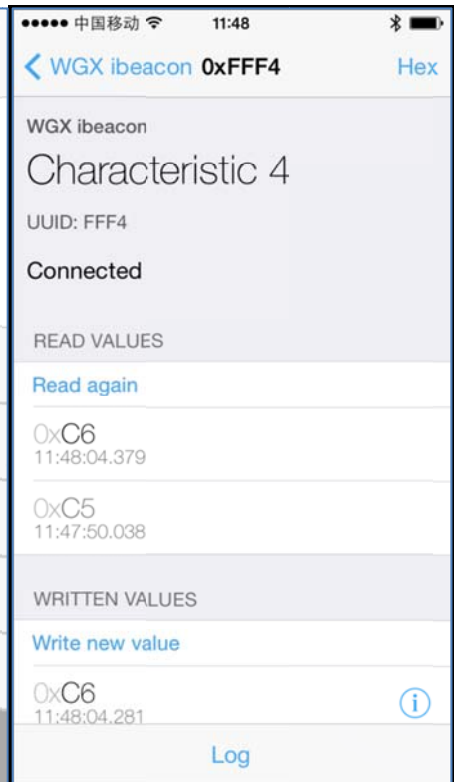 中国移动 11:48
WGX ibeacon 0xFFF4 Hex
WGX ibeacon
Characteristic 4
UUID: FFF4
Connected
READ VALUES
Read again
0xC6
11:48:04.379
0xC5
11:47:50.038
WRITTEN VALUES
Write new value
0xC6
11:48:04.281
Log